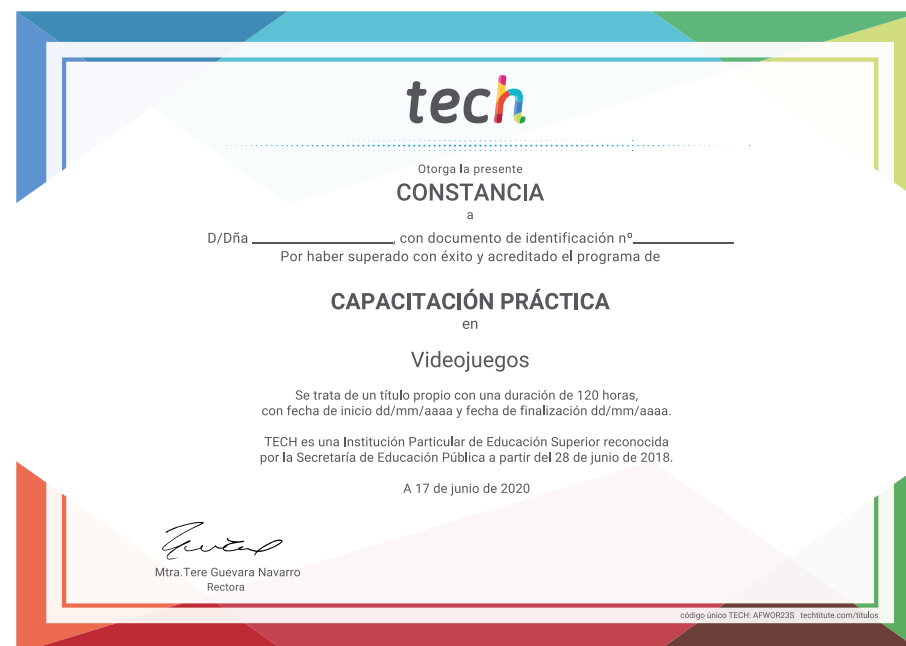 tech
Otorga la presente
CONSTANCIA
a
D/Dña ____________________, con documento de identificación nº______________
Por haber superado con éxito y acreditado el programa de
CAPACITACIÓN PRÁCTICA
en
Videojuegos
Se trata de un título propio con una duración de 120 horas,
con fecha de inicio dd/mm/aaaa y fecha de finalización dd/mm/aaaa.
TECH es una Institución Particular de Educación Superior reconocida
por la Secretaría de Educación Pública a partir del 28 de junio de 2018.
A 17 de junio de 2020
Mtra.Tere Guevara Navarro
Rectora
código único TECH: AFWOR23S techtitute.com/titulos